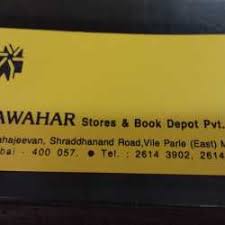 AWAHAR Stores & Book Depot Pvt.
ahajeevan, Shraddhanand Road, Vile Parle (East) M
bai - 400 057. ● Tel. : 2614 3902, 2614